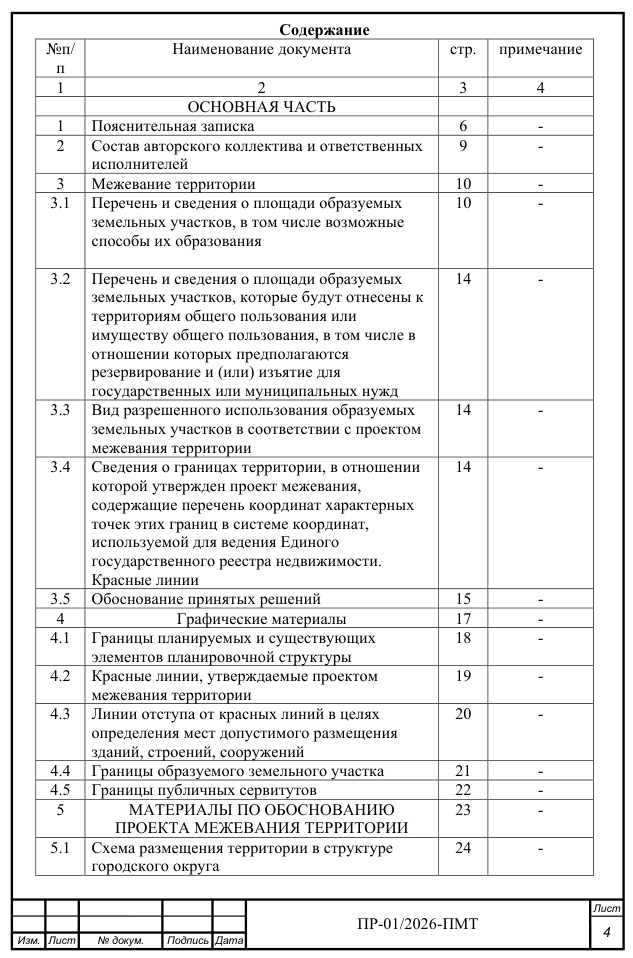 Содержание
№п/ Наименование документа стр. примечание
п
1 2 3 4
ОСНОВНАЯ ЧАСТЬ
1 Пояснительная записка 6 -
2 Состав авторского коллектива и ответственных 9 -
исполнителей
3 Межевание территории 10 -
3.1 Перечень и сведения о площади образуемых 10 -
земельных участков, в том числе возможные
способы их образования
3.2 Перечень и сведения о площади образуемых 14 -
земельных участков, которые будут отнесены к
территориям общего пользования или
имуществу общего пользования, в том числе в
отношении которых предполагаются
резервирование и (или) изъятие для
государственных или муниципальных нужд
3.3 Вид разрешенного использования образуемых 14 -
земельных участков в соответствии с проектом
межевания территории
3.4 Сведения о границах территории, в отношении 14 -
которой утвержден проект межевания,
содержащие перечень координат характерных
точек этих границ в системе координат,
используемой для ведения Единого
государственного реестра недвижимости.
Красные линии
3.5 Обоснование принятых решений 15 -
4 Графические материалы 17 -
4.1 Границы планируемых и существующих 18 -
элементов планировочной структуры
4.2 Красные линии, утверждаемые проектом 19 -
межевания территории
4.3 Линии отступа от красных линий в целях 20 -
определения мест допустимого размещения
зданий, строений, сооружений
4.4 Границы образуемого земельного участка 21 -
4.5 Границы публичных сервитутов 22 -
5 МАТЕРИАЛЫ ПО ОБОСНОВАНИЮ 23 -
ПРОЕКТА МЕЖЕВАНИЯ ТЕРРИТОРИИ
5.1 Схема размещения территории в структуре 24 -
городского округа
Лист
ПР-01/2026-ПМТ
4
Изм. Лист № докум. Подпись Дата